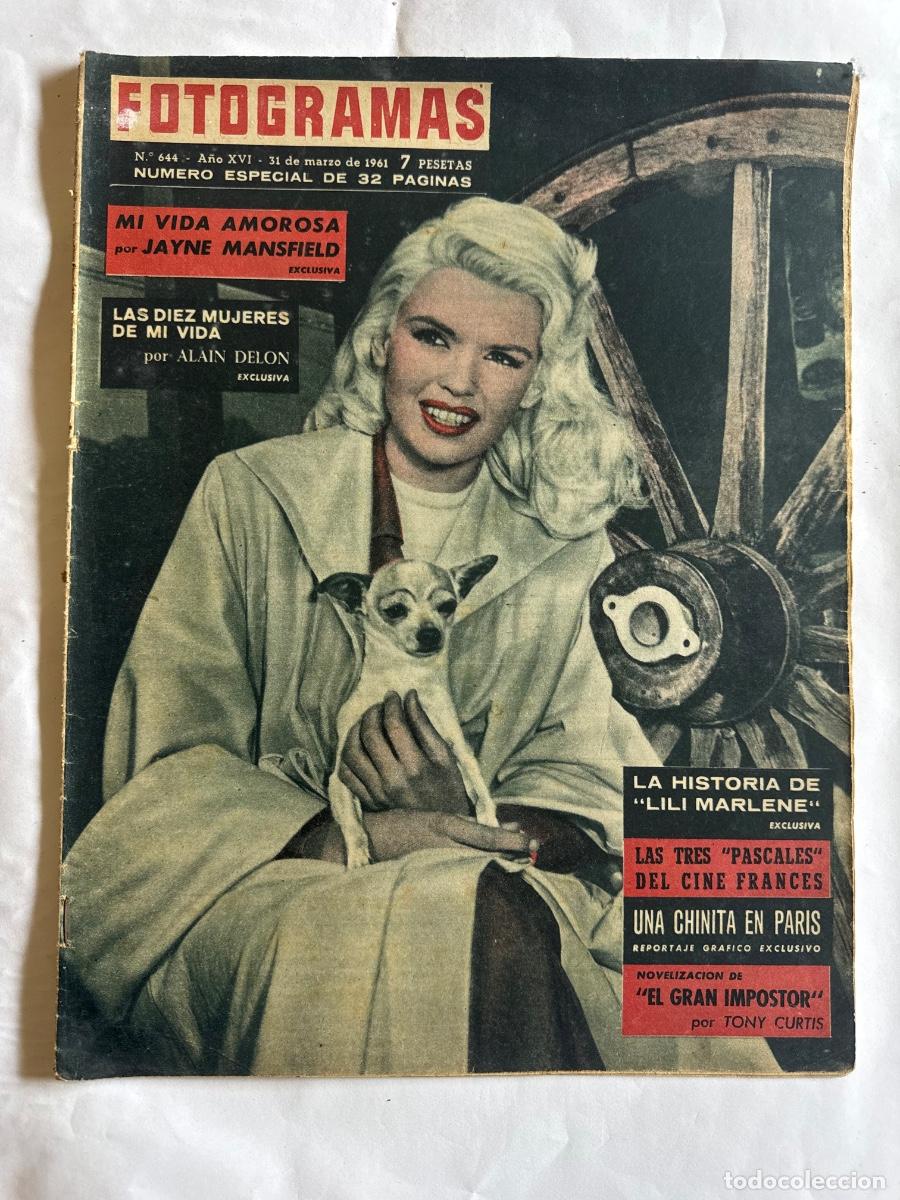 FOTOGRAMAS
N.° 644 - Año XVI - 31 de marzo de 1961 7 PESETAS
NUMERO ESPECIAL DE 32 PAGINAS
MI VIDA AMOROSA
por JAYNE MANSFIELD
EXCLUSIVA
LAS DIEZ MUJERES
DE MI VIDA
por ALAIN DELON
EXCLUSIVA
LA HISTORIA DE
"LILI MARLENE"
EXCLUSIVA
LAS TRES "PASCALES"
DEL CINE FRANCES
UNA CHINITA EN PARIS
REPORTAJE GRAFICO EXCLUSIVO
NOVELIZACION DE
"EL GRAN IMPOSTOR"
por TONY CURTIS
todocoleccion